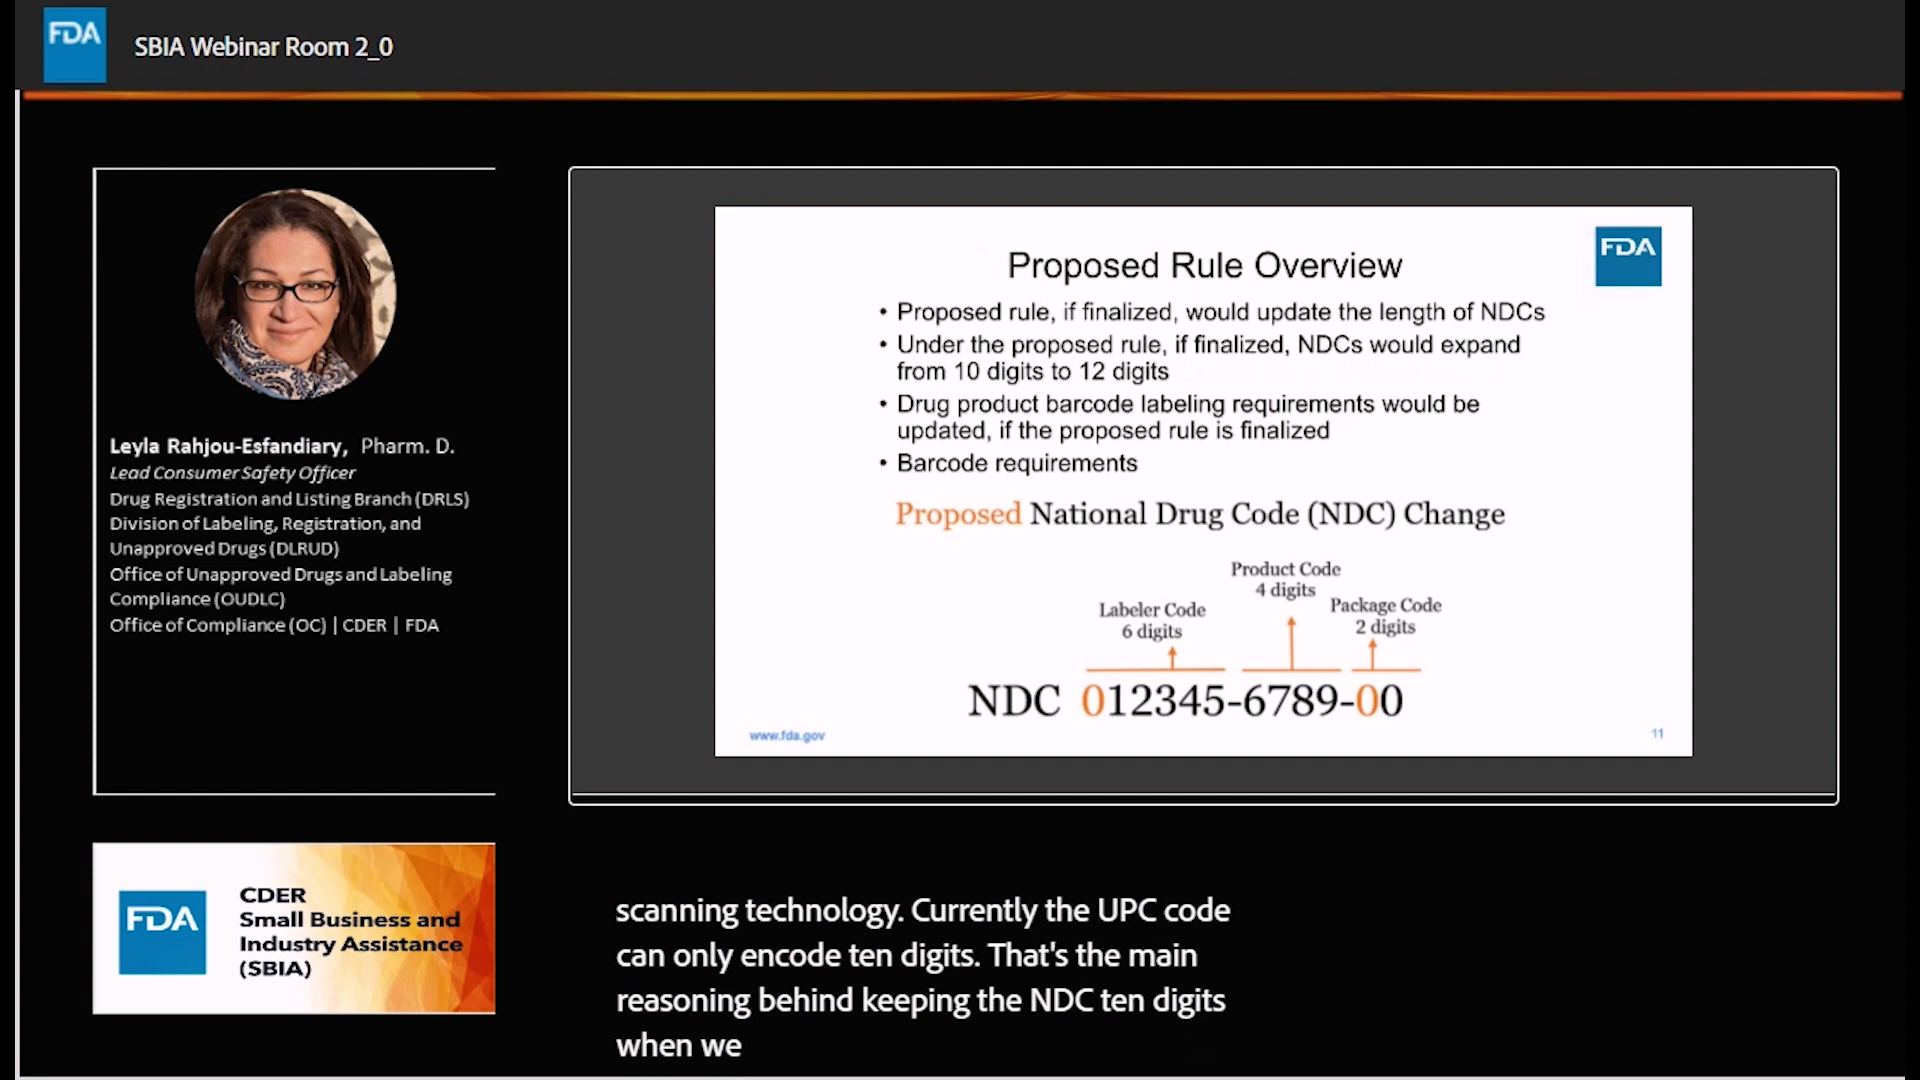 FDA
SBIA Webinar Room 2_0
Leyla Rahjou-Esfandiary, Pharm. D.
Lead Consumer Safety Officer
Drug Registration and Listing Branch (DRLS)
Division of Labeling, Registration, and
Unapproved Drugs (DLRUD)
Office of Unapproved Drugs and Labeling
Compliance (OUDLC)
Office of Compliance (OC) | CDER | FDA
FDA
CDER
Small Business and
Industry Assistance
(SBIA)
FDA
Proposed Rule Overview
• Proposed rule, if finalized, would update the length of NDCs
• Under the proposed rule, if finalized, NDCs would expand
from 10 digits to 12 digits
• Drug product barcode labeling requirements would be
updated, if the proposed rule is finalized
• Barcode requirements
Proposed National Drug Code (NDC) Change
Labeler Code
6 digits
Product Code
4 digits
Package Code
2 digits
NDC 012345-6789-00
www.fda.gov
11
scanning technology. Currently the UPC code
can only encode ten digits. That's the main
reasoning behind keeping the NDC ten digits
when we